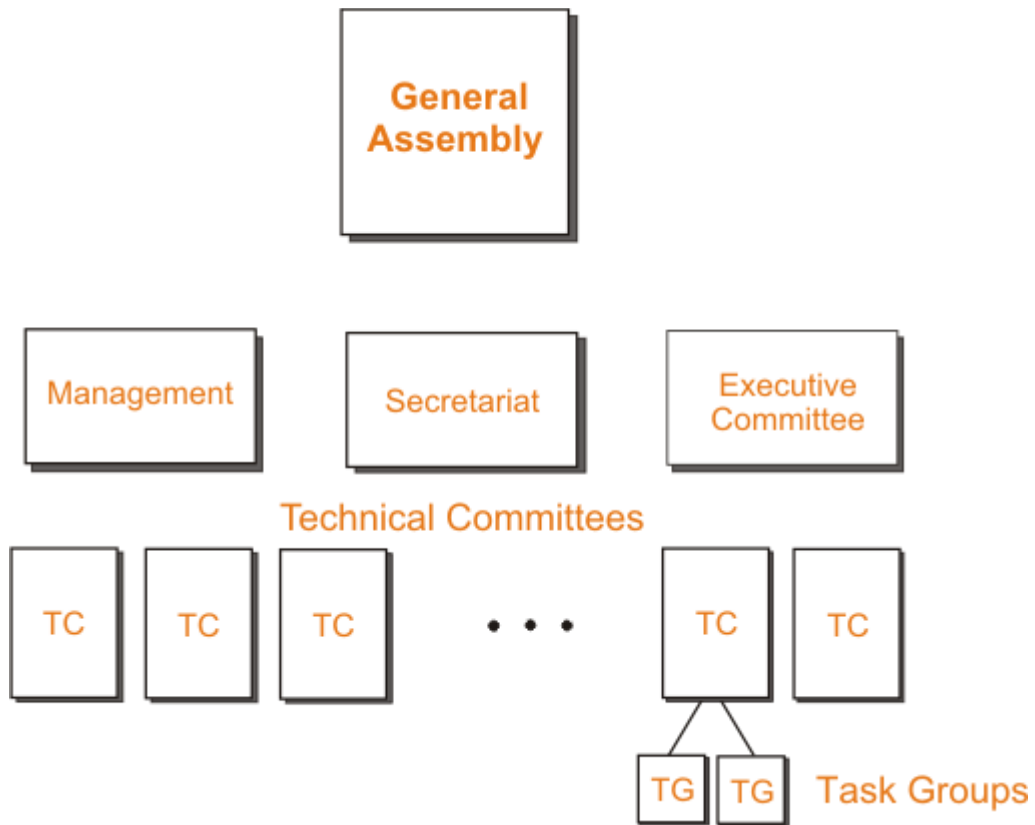 General
Assembly
Management
Secretariat
Executive
Committee
Technical Committees
TC
TC
TC
TC
TC
TG
TG
Task Groups